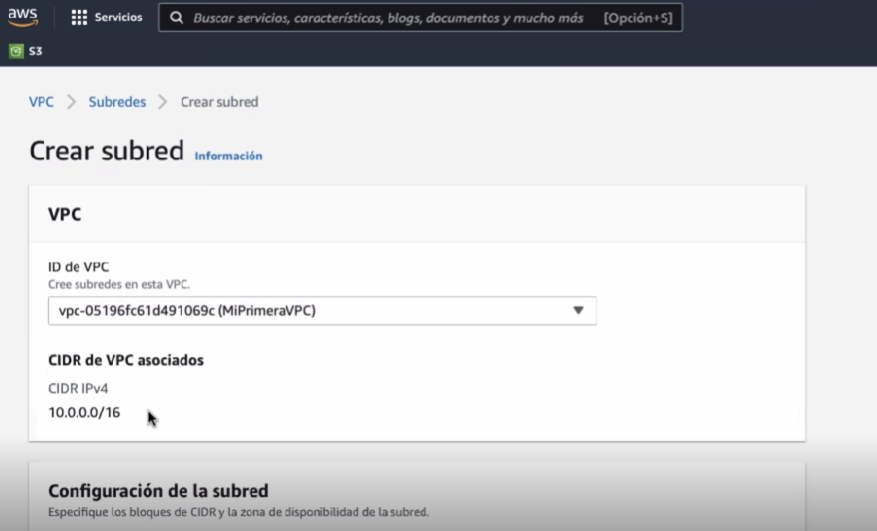 aws
Servicios
Buscar servicios, características, blogs, documentos y mucho más [Opción+S]
S3
VPC > Subredes > Crear subred
Crear subred Información
VPC
ID de VPC
Cree subredes en esta VPC.
vpc-05196fc61d491069c (MiPrimeraVPC)
CIDR de VPC asociados
CIDR IPv4
10.0.0.0/16
Configuración de la subred
Especifique los bloques de CIDR y la zona de disponibilidad de la subred.